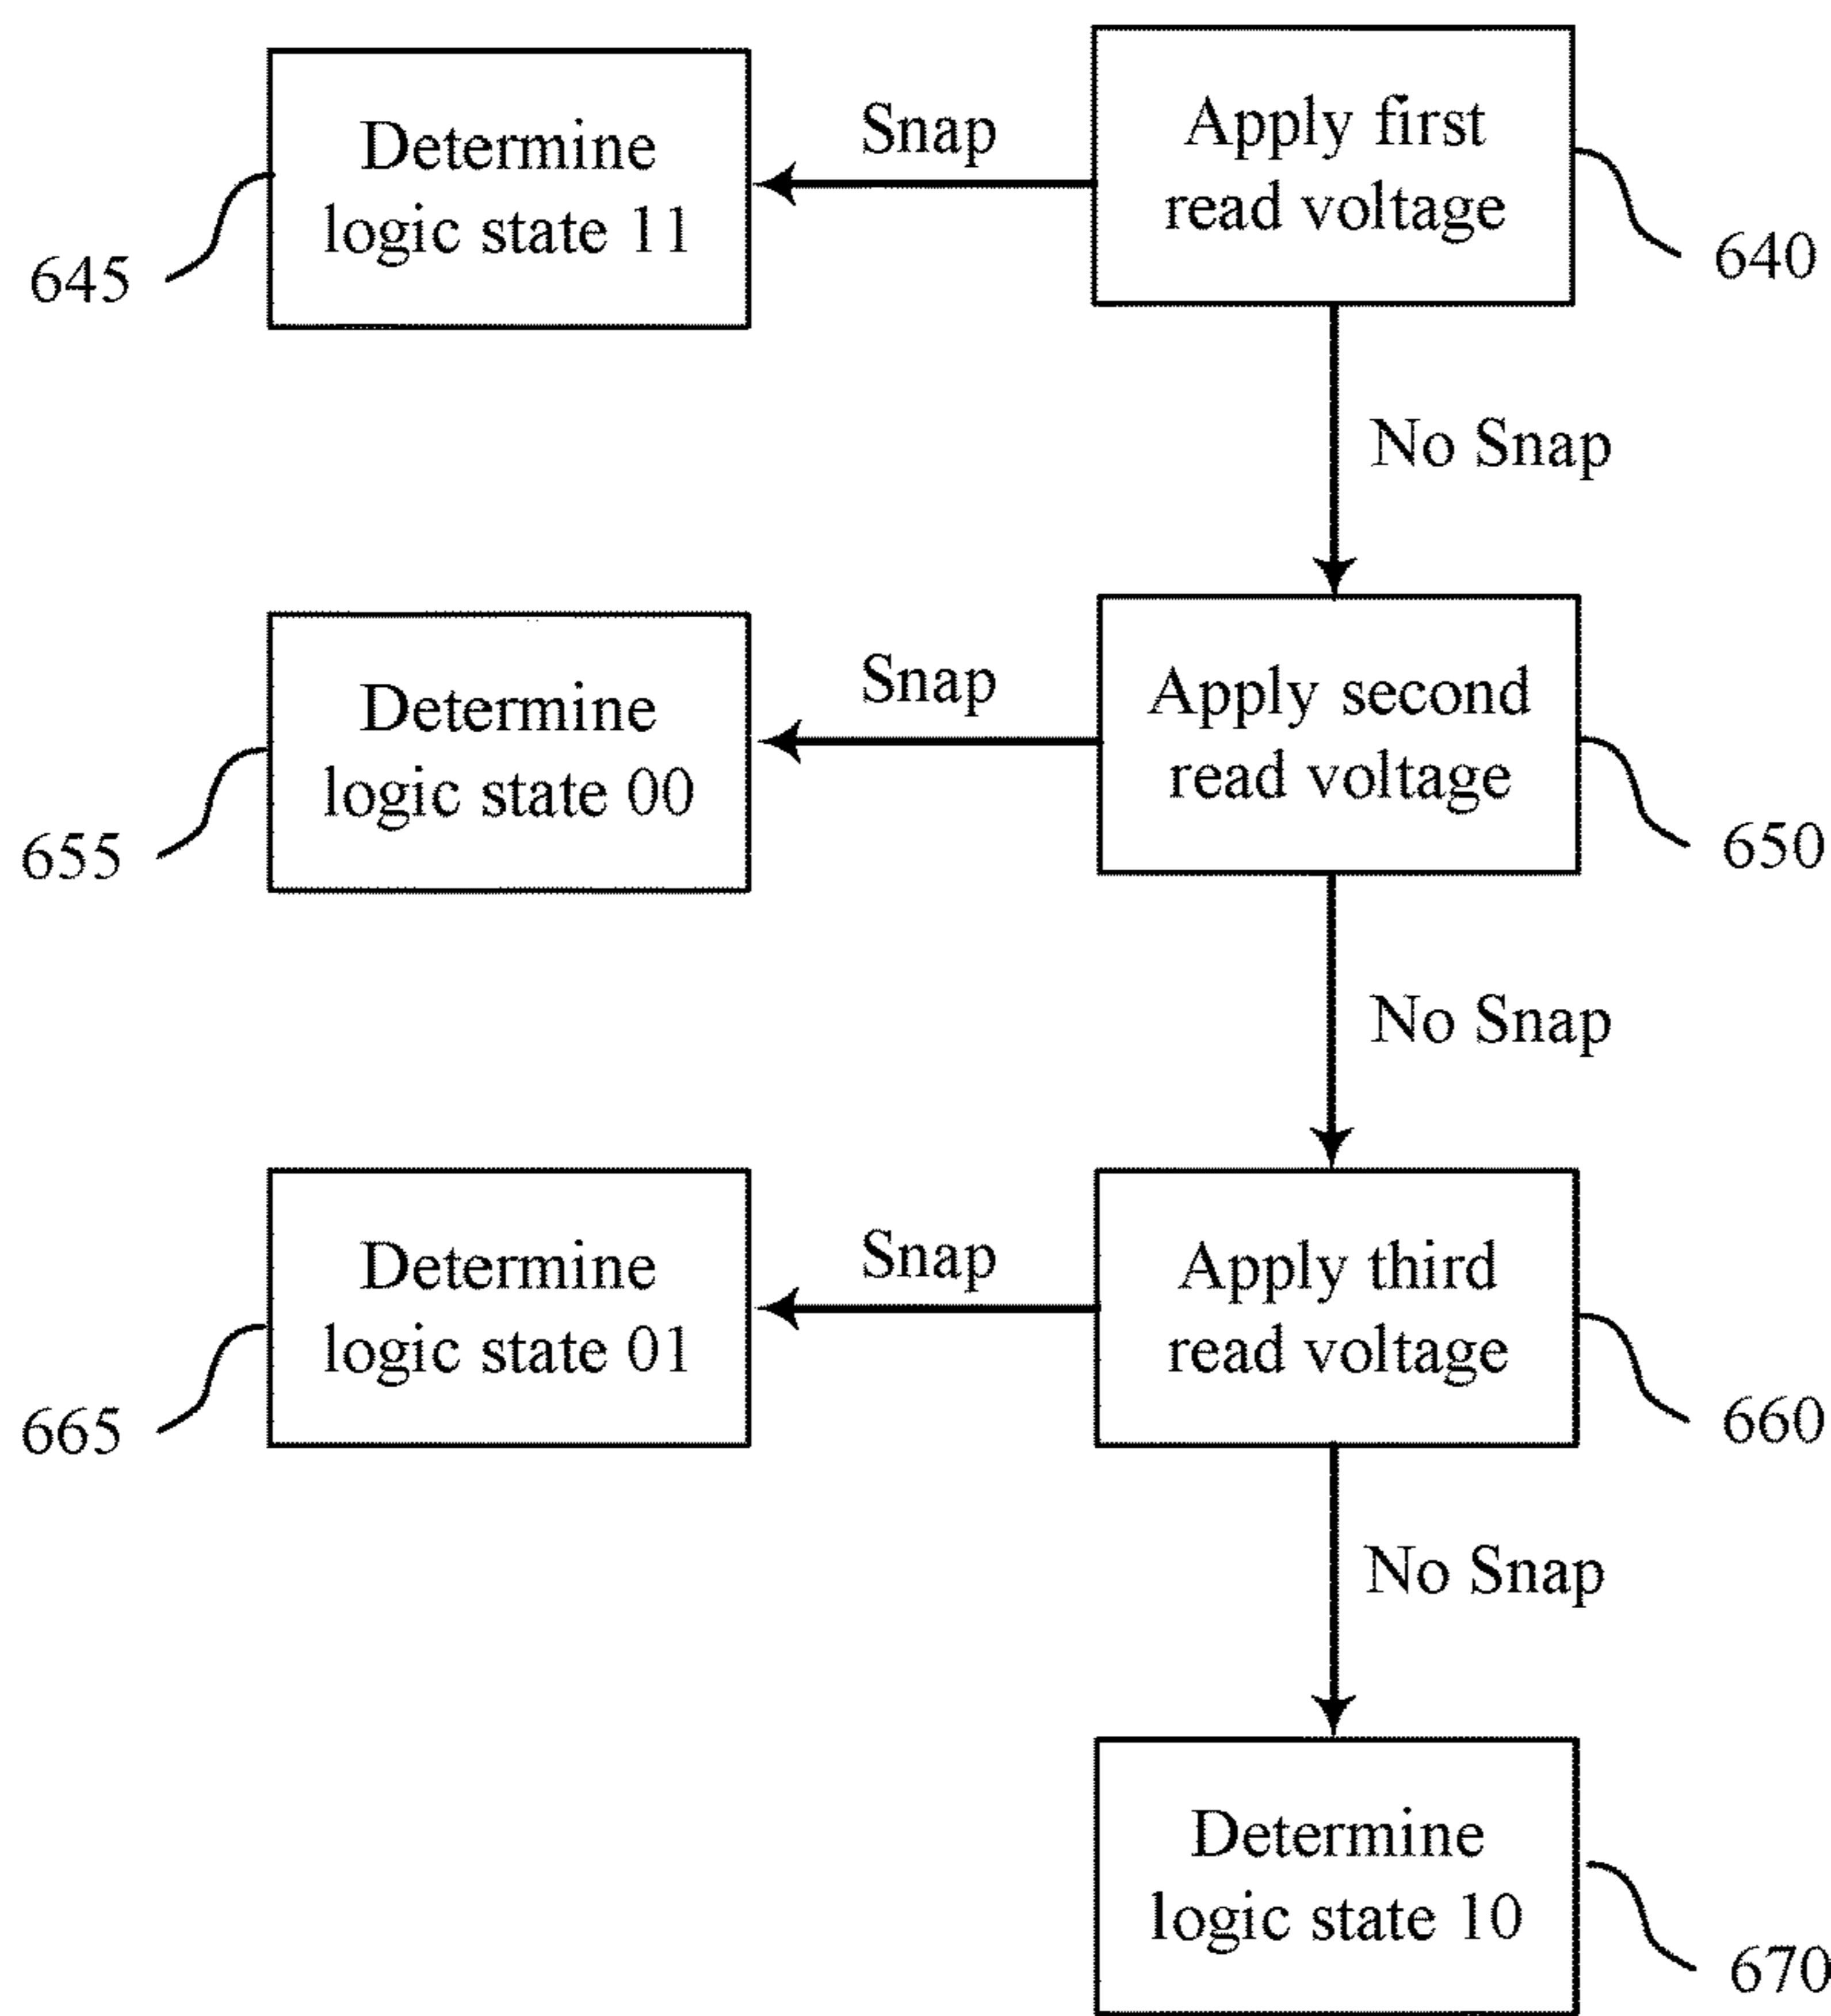 Determine
logic state 11
645
Snap
Apply first
read voltage
640
No Snap
Determine
logic state 00
655
Snap
Apply second
read voltage
650
No Snap
Determine
logic state 01
665
Snap
Apply third
read voltage
660
No Snap
Determine
logic state 10
670